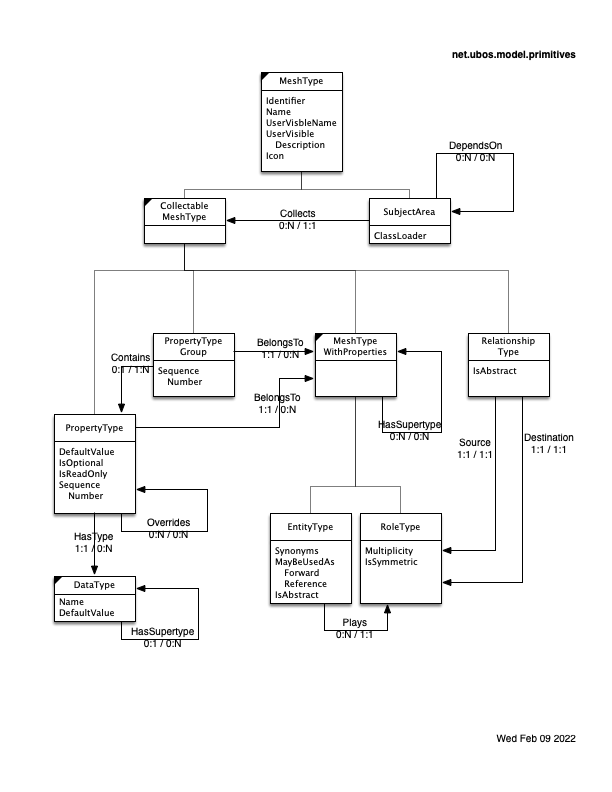 net.ubos.model.primitives
MeshType
Identifier
Name
UserVisbleName
UserVisible
Description
Icon
DependsOn
0:N / 0:N
Collectable
MeshType
Collects
0:N / 1:1
SubjectArea
ClassLoader
PropertyType
Group
Sequence
Number
BelongsTo
1:1 / 0:N
MeshType
WithProperties
Relationship
Type
IsAbstract
Contains
0:1 / 1:N
BelongsTo
1:1 / 0:N
HasSupertype
0:N / 0:N
PropertyType
DefaultValue
IsOptional
IsReadOnly
Sequence
Number
Source
1:1 / 1:1
Destination
1:1 / 1:1
Overrides
0:N / 0:N
HasType
1:1 / 0:N
EntityType
Synonyms
MayBeUsedAs
Forward
Reference
IsAbstract
RoleType
Multiplicity
IsSymmetric
DataType
Name
DefaultValue
HasSupertype
0:1 / 0:N
Plays
0:N / 1:1
Wed Feb 09 2022